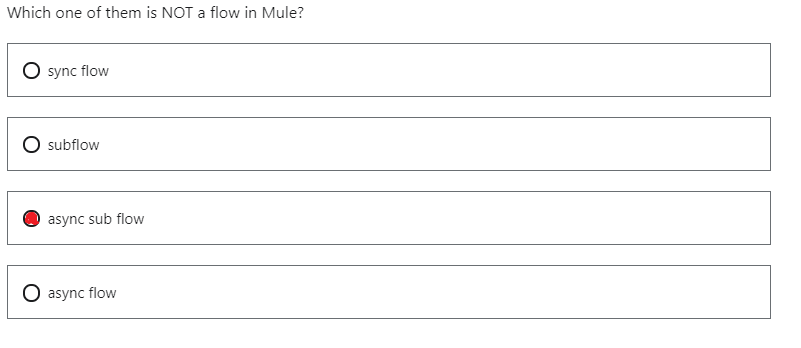 Which one of them is NOT a flow in Mule?
sync flow
subflow
async sub flow
async flow